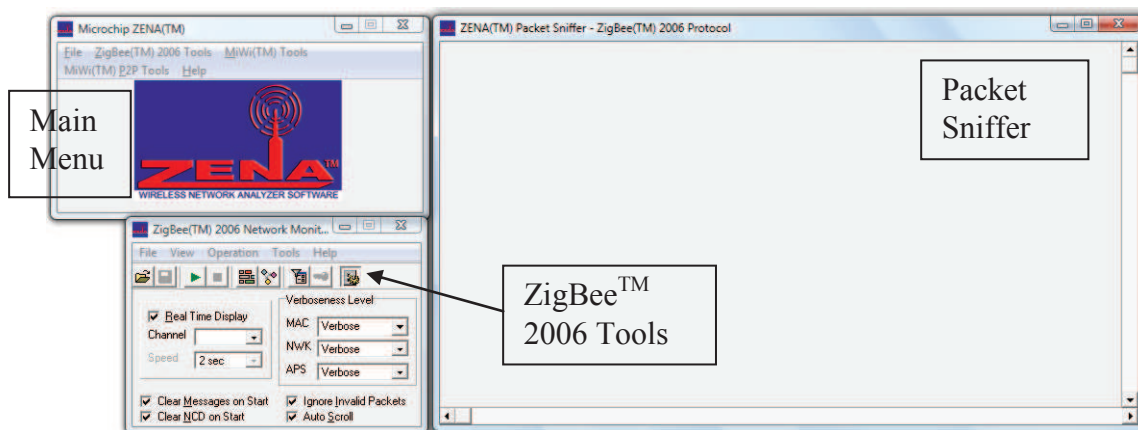 Microchip ZENA(TM)
File ZigBee(TM) 2006 Tools MiWi(TM) Tools
MiWi(TM) P2P Tools Help
Main
Menu
ZENA TM
WIRELESS NETWORK ANALYZER SOFTWARE
ZENA(TM) Packet Sniffer - ZigBee(TM) 2006 Protocol
Packet
Sniffer
ZigBee(TM) 2006 Network Monit...
File View Operation Tools Help
Real Time Display
Channel
Speed 2 sec
Verboseness Level
MAC Verbose
NWK Verbose
APS Verbose
Clear Messages on Start Ignore Invalid Packets
Clear NCD on Start Auto Scroll
ZigBee™
2006 Tools